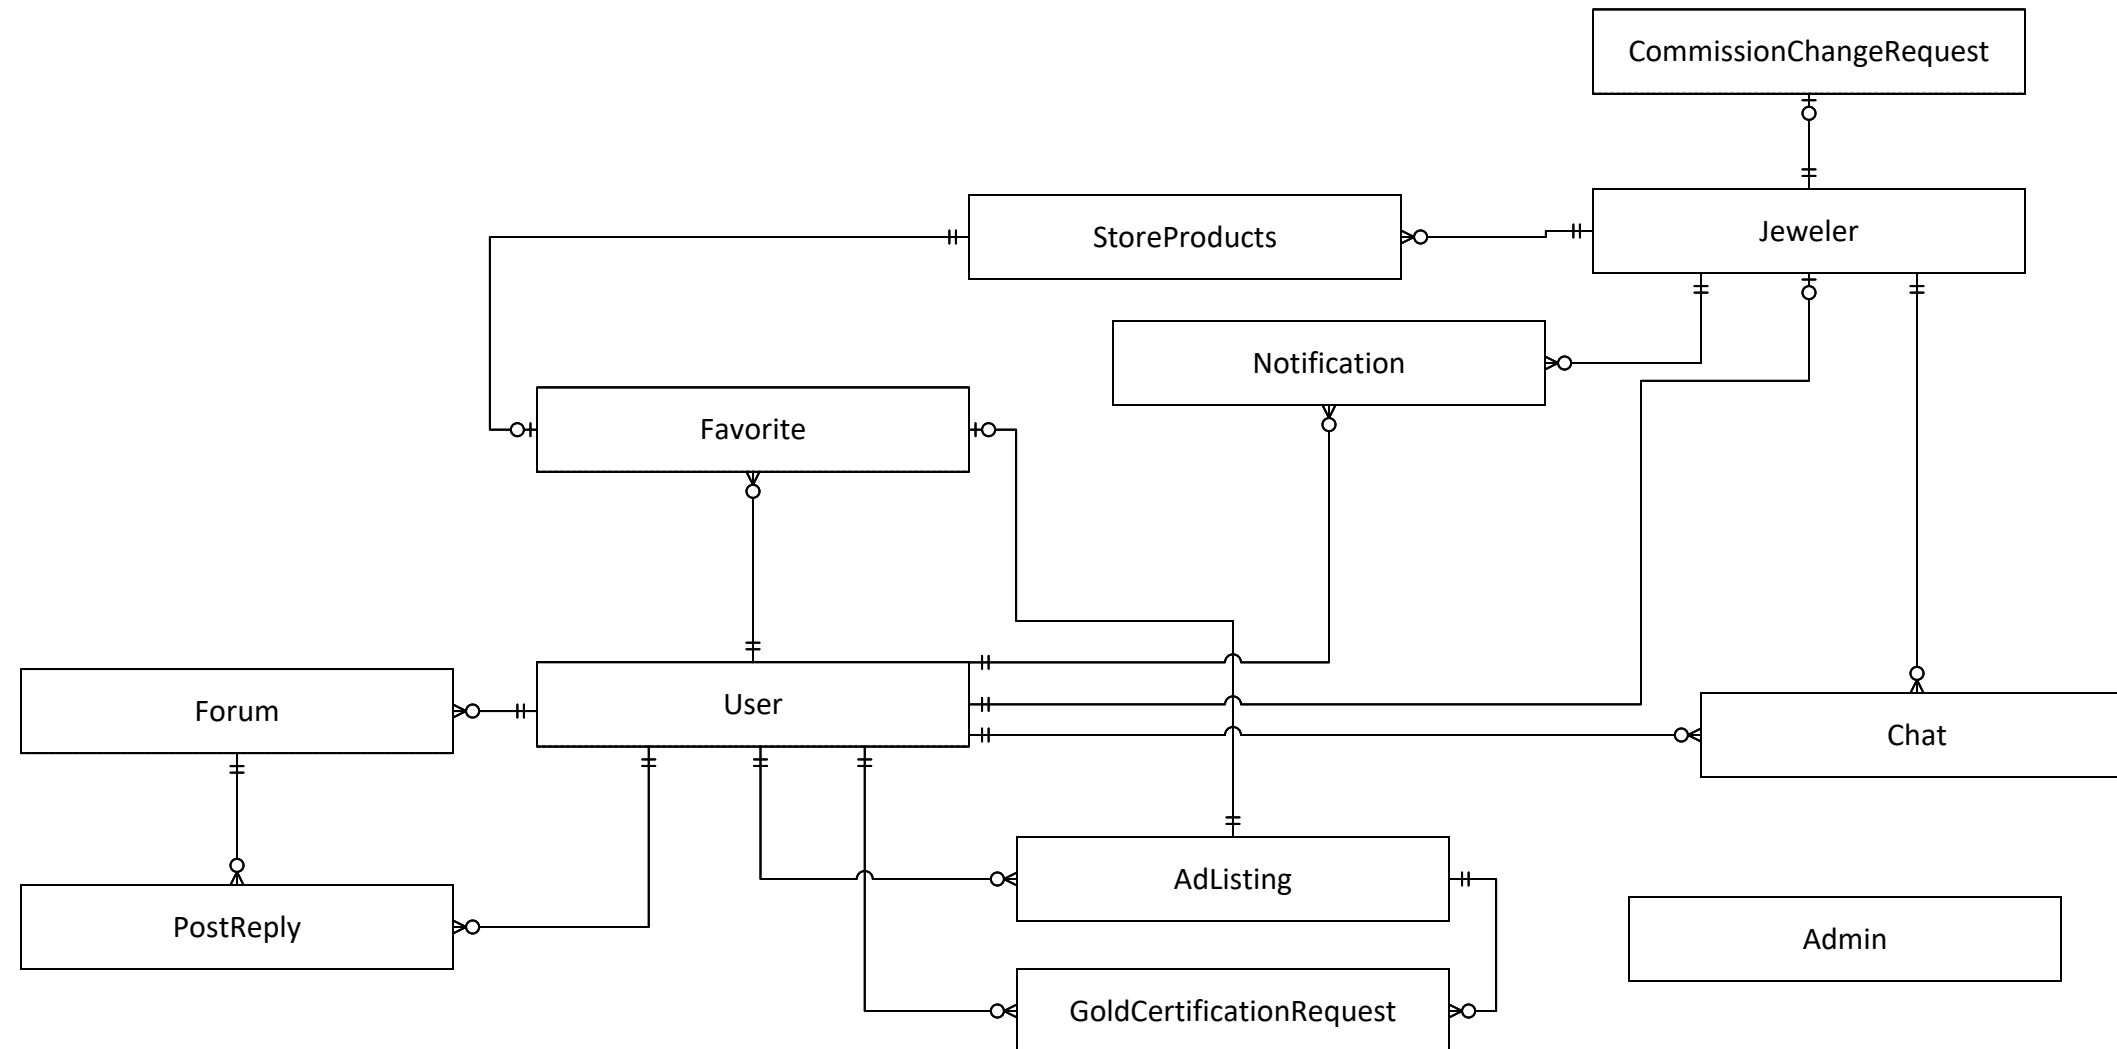 CommissionChangeRequest
Jeweler
StoreProducts
Notification
Favorite
User
Forum
Chat
AdListing
PostReply
Admin
GoldCertificationRequest